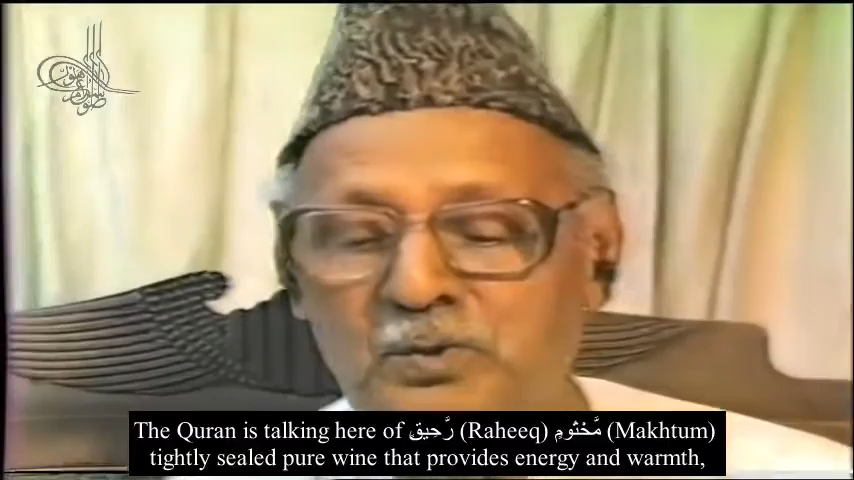 The Quran is talking here of رَّحِيقٍ (Raheeq) مَّخْتُومٍ (Makhtum)
tightly sealed pure wine that provides energy and warmth,